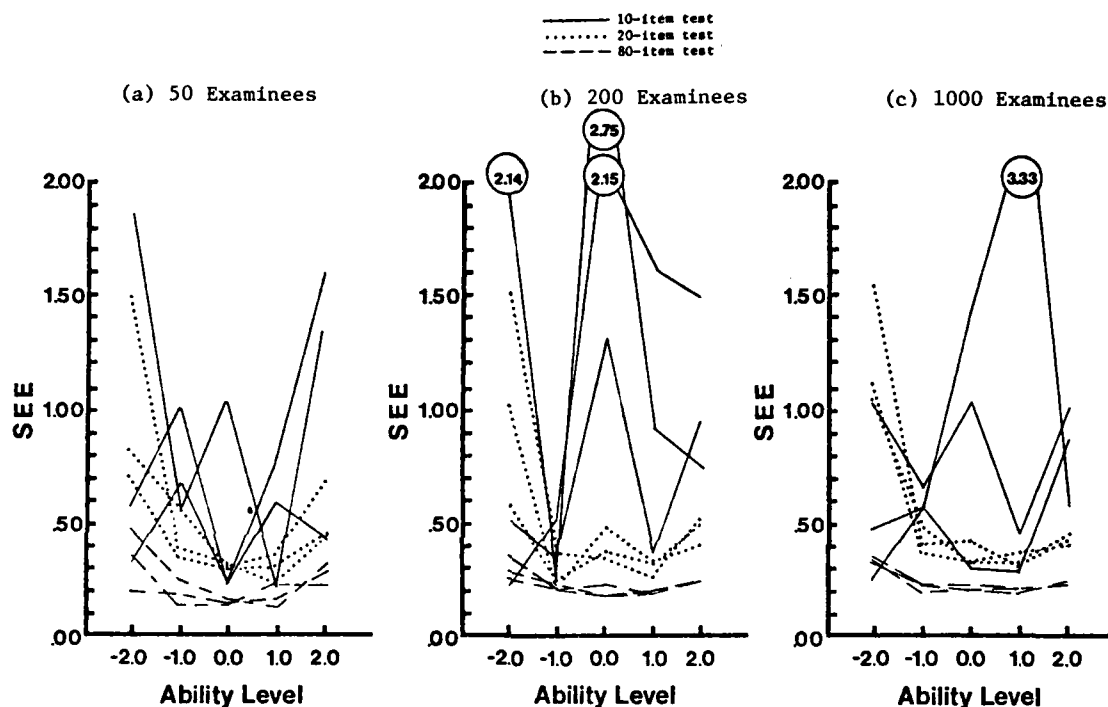 10-item test
20-item test
80-item test
(a) 50 Examinees
(b) 200 Examinees
(c) 1000 Examinees
2.00
1.50
1.00
.50
.00
SEE
-2.0 -1.0 0.0 1.0 2.0
Ability Level
2.14
2.75
2.15
2.00
1.50
1.00
.50
.00
SEE
-2.0 -1.0 0.0 1.0 2.0
Ability Level
3.33
2.00
1.50
1.00
.50
.00
SEE
-2.0 -1.0 0.0 1.0 2.0
Ability Level